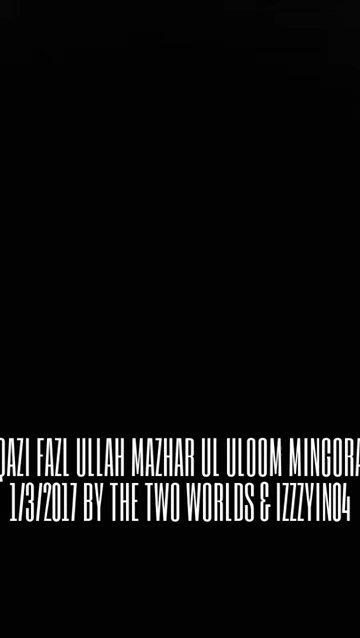 QAZI FAZL ULLAH MAZHAR UL ULOOM MINGORA
1/3/2017 BY THE TWO WORLDS & IZZZYIN04